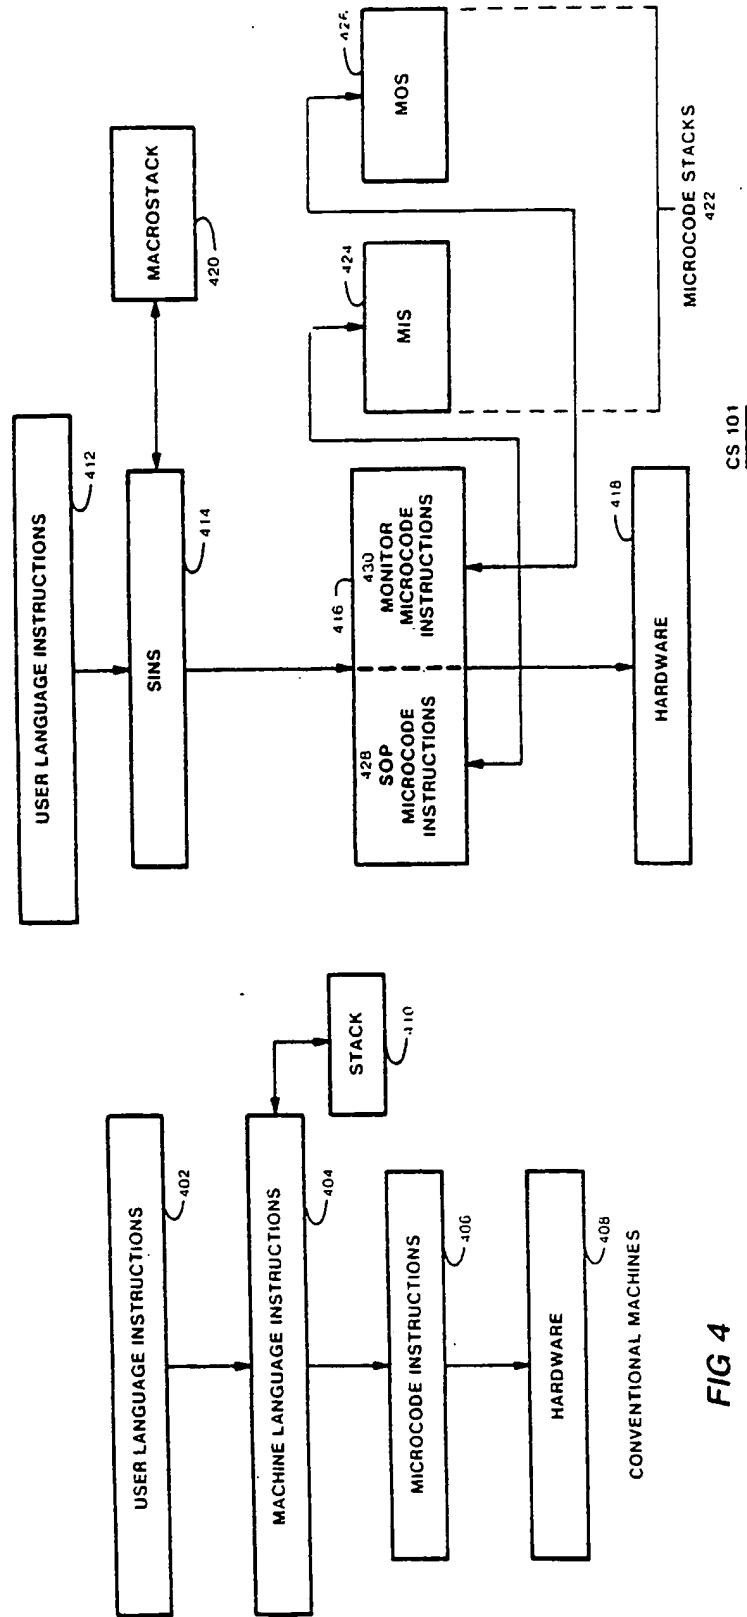 USER LANGUAGE INSTRUCTIONS
402
MACHINE LANGUAGE INSTRUCTIONS
404
STACK
410
MICROCODE INSTRUCTIONS
406
HARDWARE
408
CONVENTIONAL MACHINES
USER LANGUAGE INSTRUCTIONS
412
SINS
414
MACROSTACK
420
416
428
SOP
MICROCODE
INSTRUCTIONS
430
MONITOR
MICROCODE
INSTRUCTIONS
MIS
424
MOS
426
MICROCODE STACKS
422
HARDWARE
418
CS 101
FIG 4